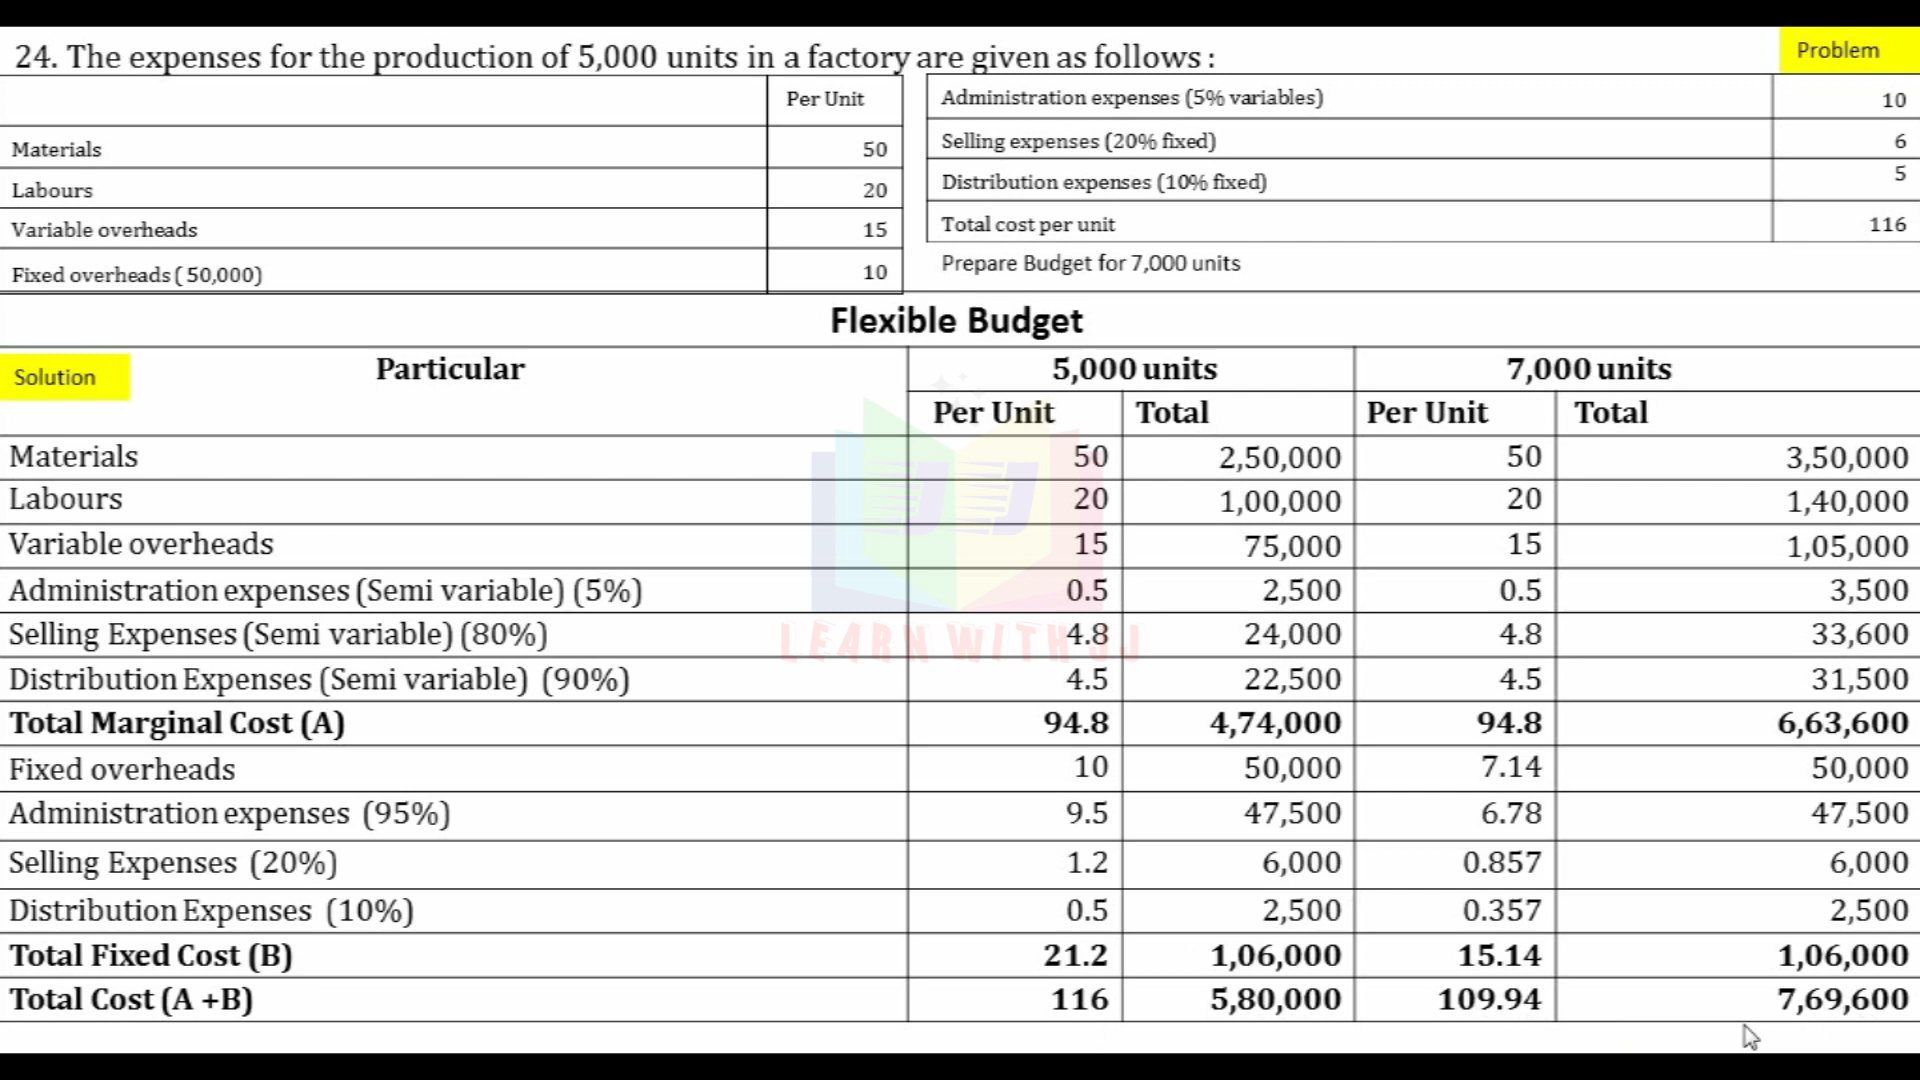 24. The expenses for the production of 5,000 units in a factory are given as follows :
Problem
Per Unit
Materials 50
Labours 20
Variable overheads 15
Fixed overheads ( 50,000) 10
Administration expenses (5% variables) 10
Selling expenses (20% fixed) 6
Distribution expenses (10% fixed) 5
Total cost per unit 116
Prepare Budget for 7,000 units
Flexible Budget
Solution
Particular 5,000 units 7,000 units
Per Unit Total Per Unit Total
Materials 50 2,50,000 50 3,50,000
Labours 20 1,00,000 20 1,40,000
Variable overheads 15 75,000 15 1,05,000
Administration expenses (Semi variable) (5%) 0.5 2,500 0.5 3,500
Selling Expenses (Semi variable) (80%) 4.8 24,000 4.8 33,600
Distribution Expenses (Semi variable) (90%) 4.5 22,500 4.5 31,500
Total Marginal Cost (A) 94.8 4,74,000 94.8 6,63,600
Fixed overheads 10 50,000 7.14 50,000
Administration expenses (95%) 9.5 47,500 6.78 47,500
Selling Expenses (20%) 1.2 6,000 0.857 6,000
Distribution Expenses (10%) 0.5 2,500 0.357 2,500
Total Fixed Cost (B) 21.2 1,06,000 15.14 1,06,000
Total Cost (A +B) 116 5,80,000 109.94 7,69,600
JJ
LEARN WITH JJ